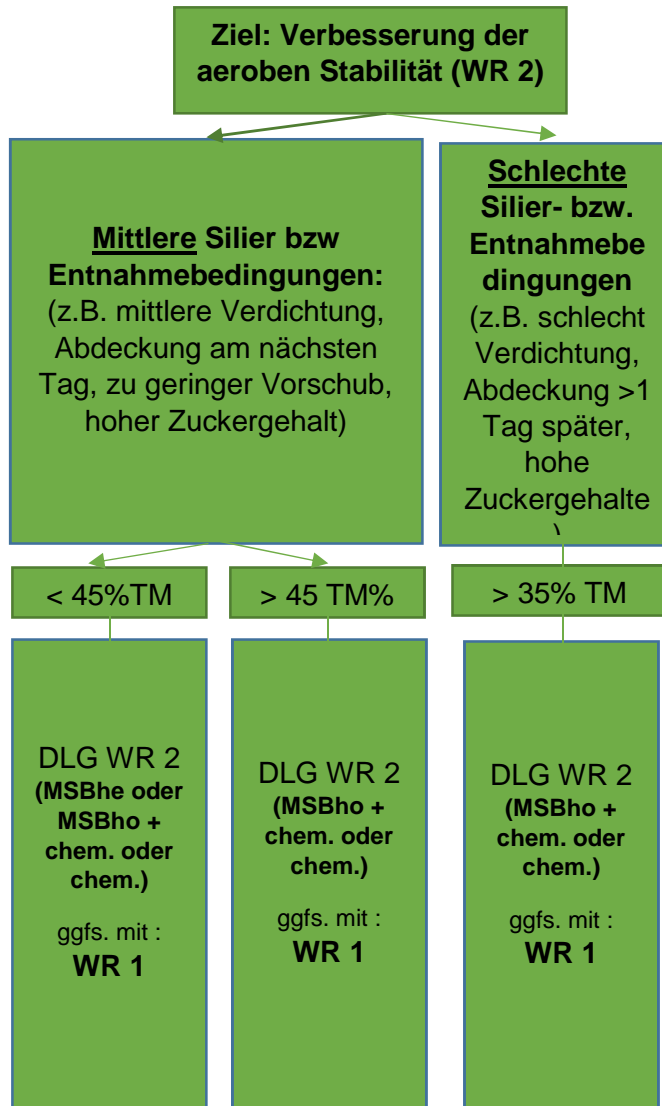 Ziel: Verbesserung der
aeroben Stabilität (WR 2)
Mittlere Silier bzw
Entnahmebedingungen:
(z.B. mittlere Verdichtung,
Abdeckung am nächsten
Tag, zu geringer Vorschub,
hoher Zuckergehalt)
Schlechte
Silier- bzw.
Entnahmebe
dingungen
(z.B. schlecht
Verdichtung,
Abdeckung >1
Tag später,
hohe
Zuckergehalte
)
< 45%TM
> 45 TM%
> 35% TM
DLG WR 2
(MSBhe oder
MSBho +
chem. oder
chem.)
ggfs. mit :
WR 1
DLG WR 2
(MSBho +
chem. oder
chem.)
ggfs. mit :
WR 1
DLG WR 2
(MSBho +
chem. oder
chem.)
ggfs. mit :
WR 1